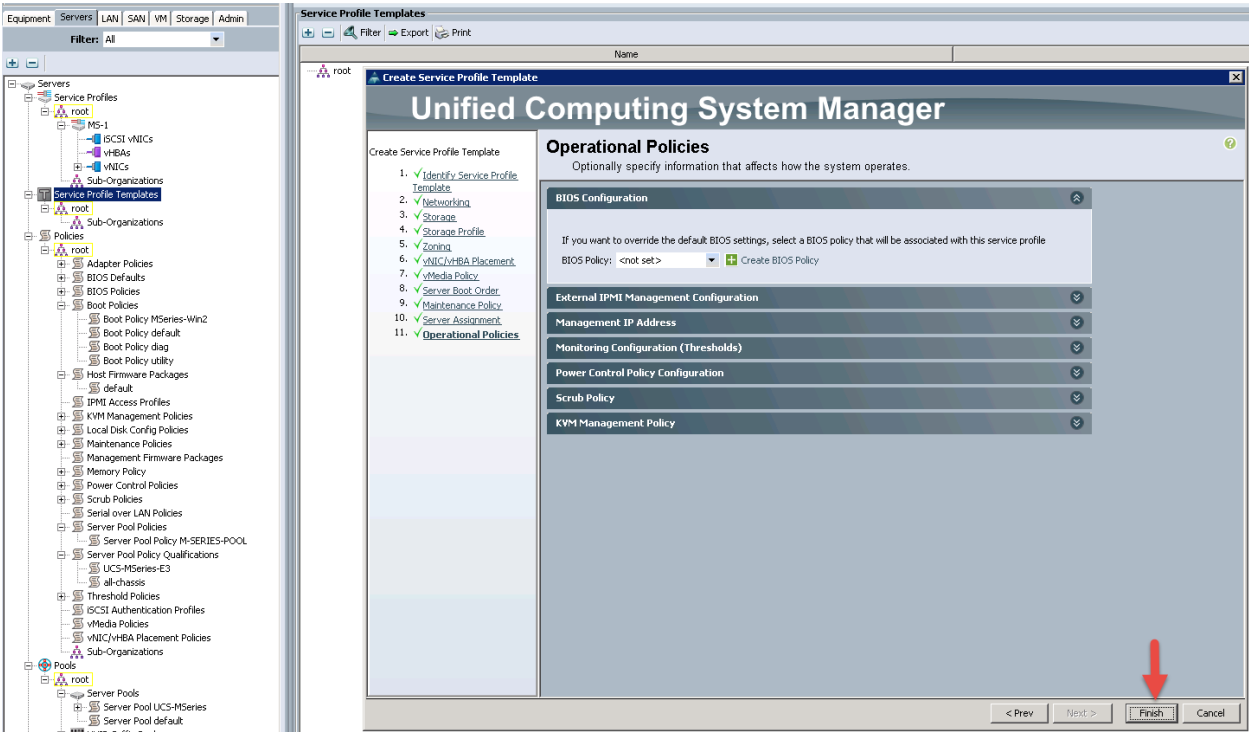 Equipment Servers LAN SAN VM Storage Admin
Filter: All
Servers
Service Profiles
root
MS-1
iSCSI vNICs
vHBAs
vNICs
Sub-Organizations
Service Profile Templates
root
Sub-Organizations
Policies
root
Adapter Policies
BIOS Defaults
BIOS Policies
Boot Policies
Boot Policy MSeries-Win2
Boot Policy default
Boot Policy diag
Boot Policy utility
Host Firmware Packages
default
IPMI Access Profiles
KVM Management Policies
Local Disk Config Policies
Maintenance Policies
Management Firmware Packages
Memory Policy
Power Control Policies
Scrub Policies
Serial over LAN Policies
Server Pool Policies
Server Pool Policy M-SERIES-POOL
Server Pool Policy Qualifications
UCS-MSeries-E3
all-chassis
Threshold Policies
iSCSI Authentication Profiles
vMedia Policies
vNIC/vHBA Placement Policies
Sub-Organizations
Pools
root
Server Pools
Server Pool UCS-MSeries
Server Pool default
Service Profile Templates
Filter Export Print
Name
root
Create Service Profile Template
Unified Computing System Manager
Create Service Profile Template
1. Identify Service Profile
Template
2. Networking
3. Storage
4. Storage Profile
5. Zoning
6. vNIC/vHBA Placement
7. vMedia Policy
8. Server Boot Order
9. Maintenance Policy
10. Server Assignment
11. Operational Policies
Operational Policies
Optionally specify information that affects how the system operates.
BIOS Configuration
If you want to override the default BIOS settings, select a BIOS policy that will be associated with this service profile
BIOS Policy: <not set> Create BIOS Policy
External IPMI Management Configuration
Management IP Address
Monitoring Configuration (Thresholds)
Power Control Policy Configuration
Scrub Policy
KVM Management Policy
< Prev Next > Finish Cancel